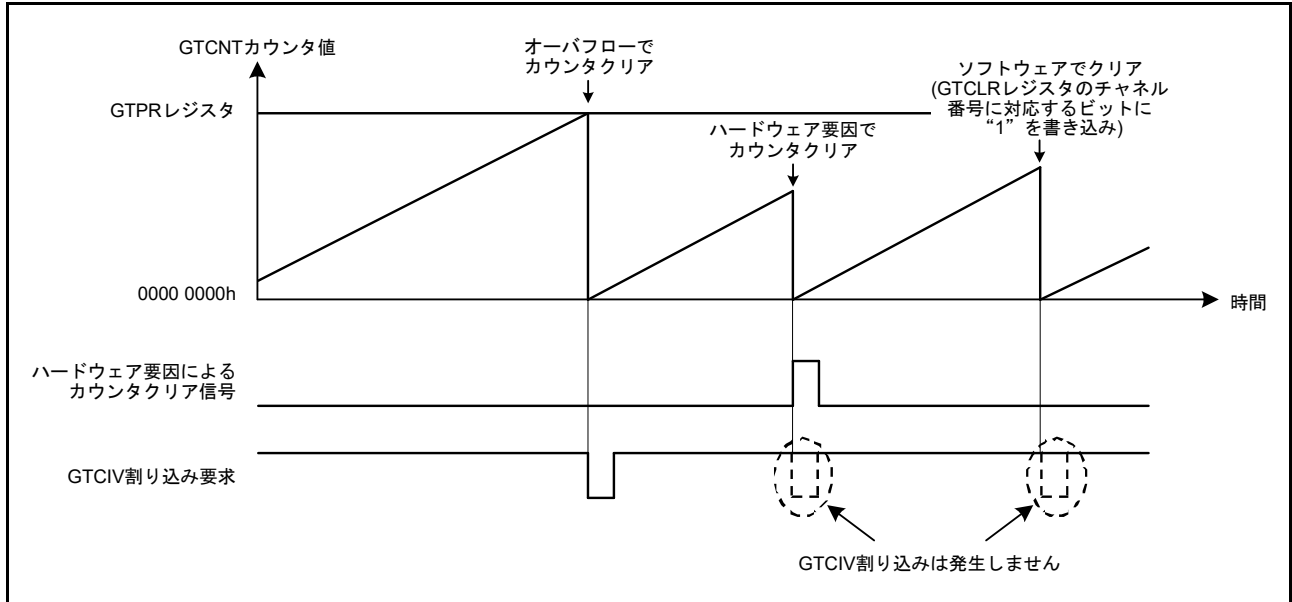 GTCNTカウンタ値
オーバフローで
カウンタクリア
ソフトウェアでクリア
(GTCLRレジスタのチャネル
番号に対応するビットに
“1”を書き込み)
GTPRレジスタ
ハードウェア要因で
カウンタクリア
0000 0000h
時間
ハードウェア要因による
カウンタクリア信号
GTCIV割り込み要求
GTCIV割り込みは発生しません